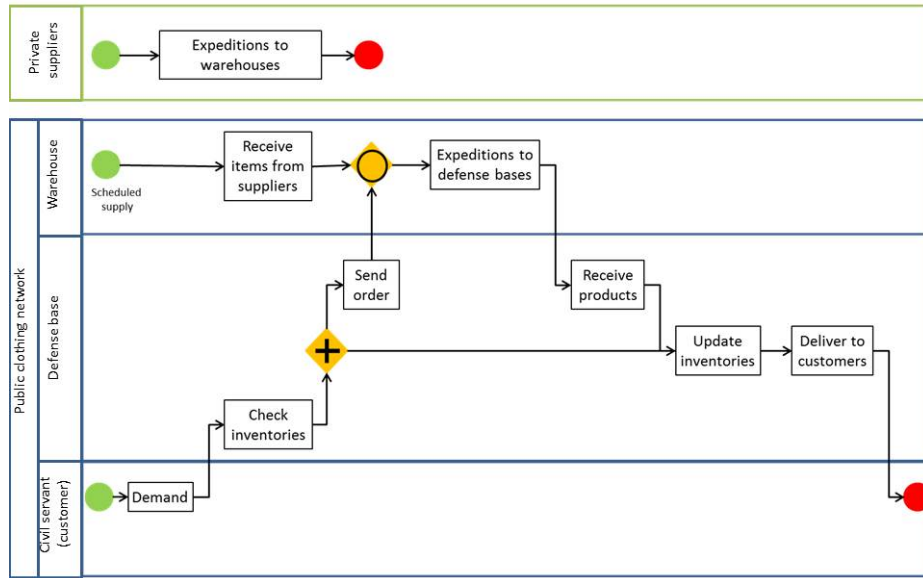 Private
suppliers
Expeditions to
warehouses
Public clothing network
Warehouse
Scheduled
supply
Receive
items from
suppliers
Expeditions to
defense bases
Defense base
Send
order
Receive
products
Update
inventories
Deliver to
customers
Check
inventories
Civil servant
(customer)
Demand